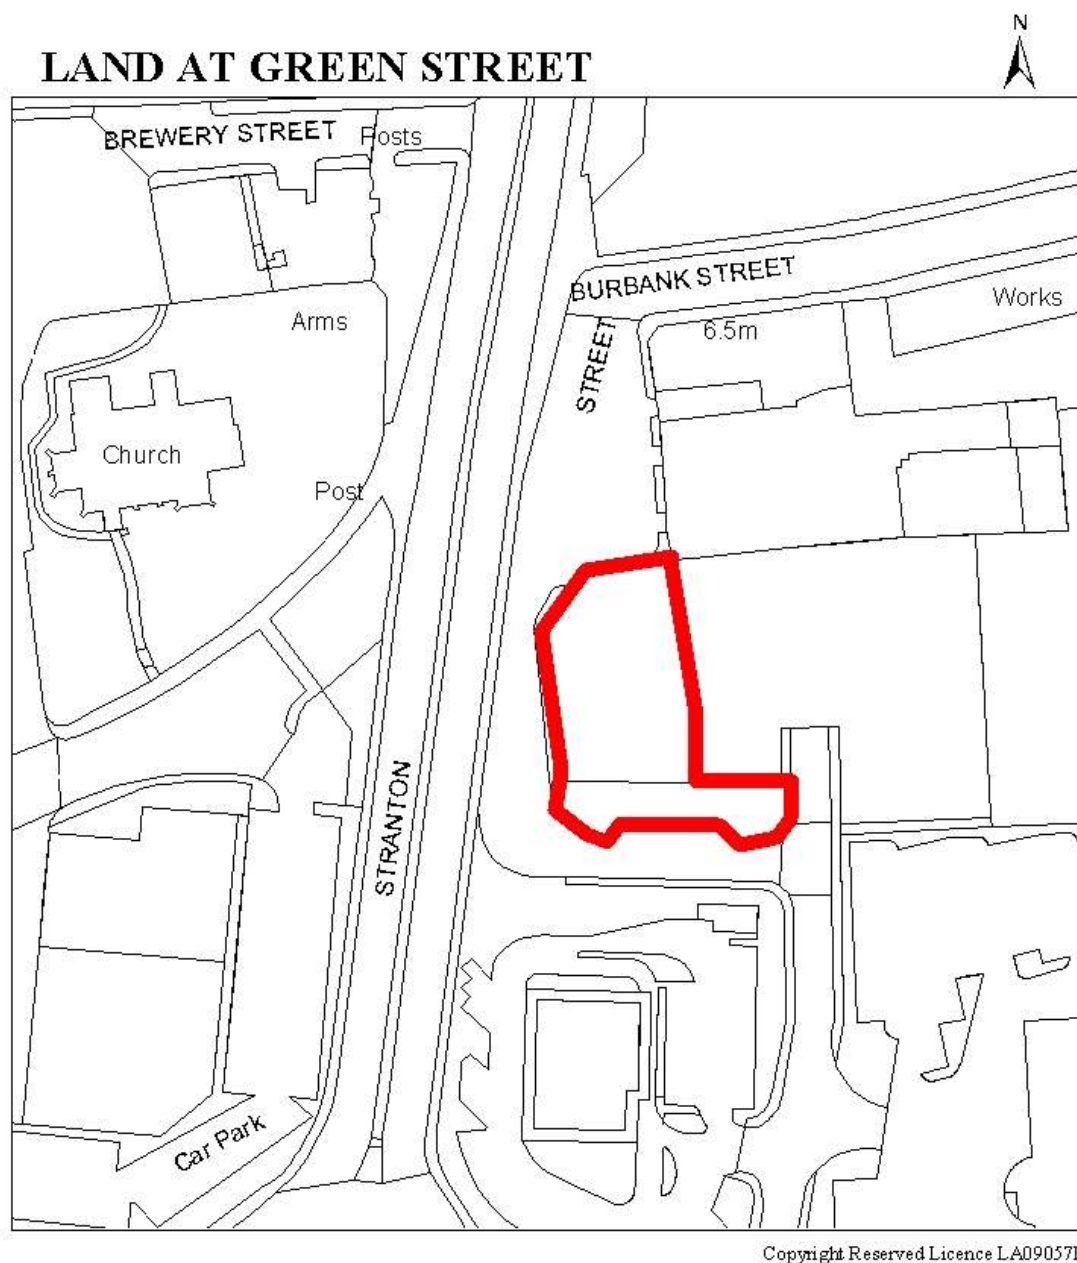 N
LAND AT GREEN STREET
BREWERY STREET
Posts
BURBANK STREET
Works
Arms
6.5m
STREET
Church
Post
STRANTON
Car Park
Copyright Reserved Licence LA09057